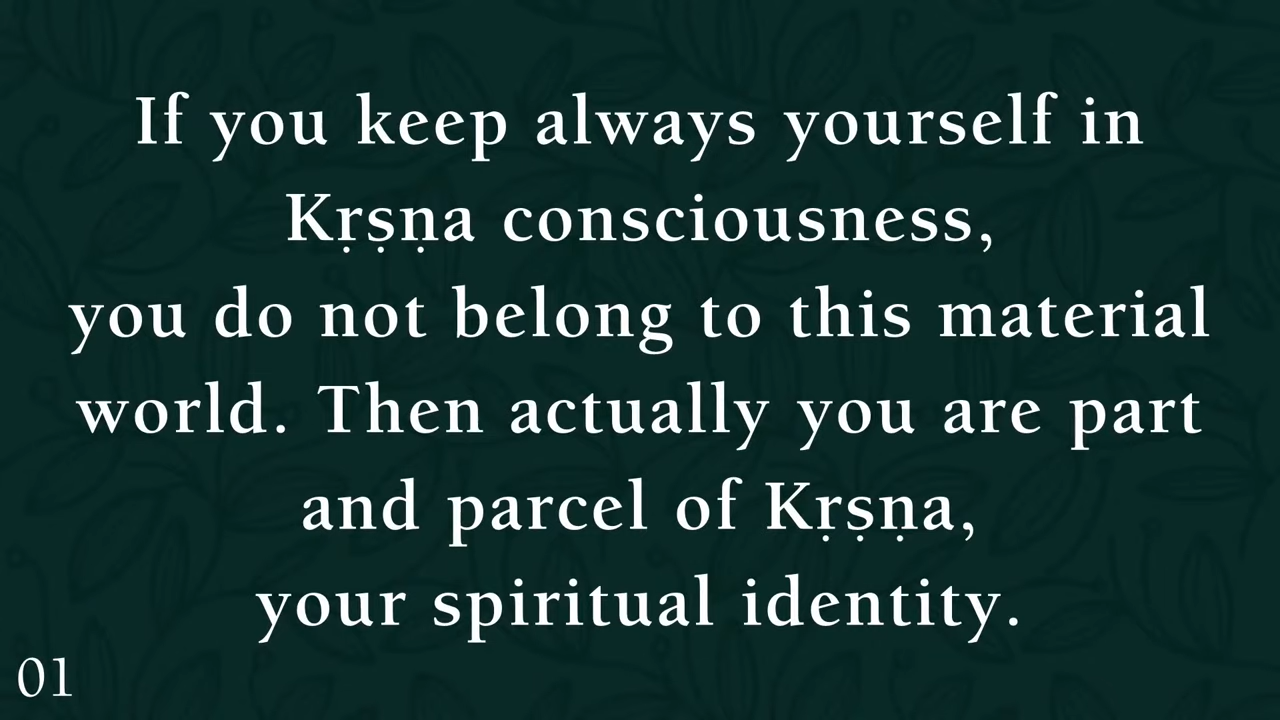 If you keep always yourself in
Kṛṣṇa consciousness,
you do not belong to this material
world. Then actually you are part
and parcel of Kṛṣṇa,
your spiritual identity.
01